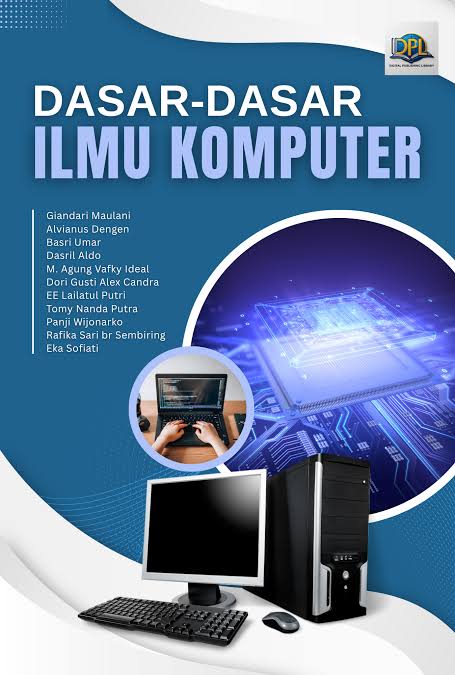 DPL
DIGITAL PUBLISHING LIBRARY
DASAR-DASAR
ILMU KOMPUTER
Giandari Maulani
Alvianus Dengen
Basri Umar
Dasril Aldo
M. Agung Vafky Ideal
Dori Gusti Alex Candra
EE Lailatul Putri
Tomy Nanda Putra
Panji Wijonarko
Rafika Sari br Sembiring
Eka Sofiati